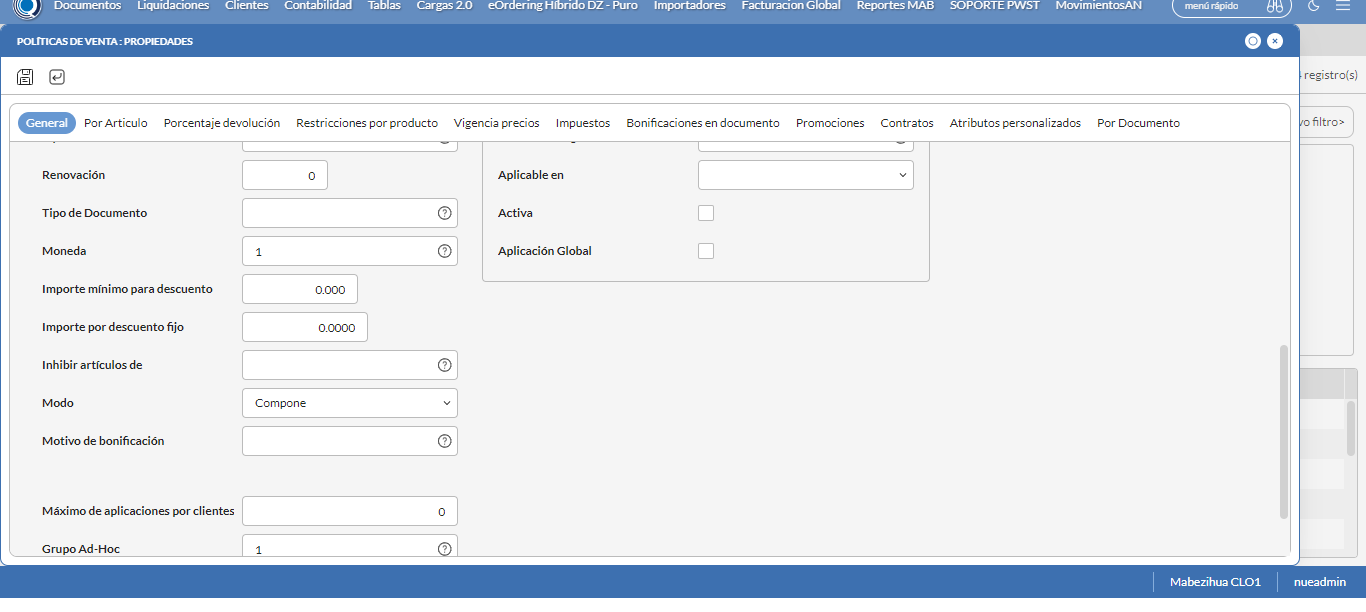 Documentos Liquidaciones Clientes Contabilidad Tablas Cargas 2.0 eOrdering Híbrido DZ - Puro Importadores Facturacion Global Reportes MAB SOPORTE PWST MovimientosAN menú rápido
POLÍTICAS DE VENTA : PROPIEDADES
registro(s)
General Por Articulo Porcentaje devolución Restricciones por producto Vigencia precios Impuestos Bonificaciones en documento Promociones Contratos Atributos personalizados Por Documento
filtro>
Renovación 0 Aplicable en
Tipo de Documento Activa
Moneda 1 Aplicación Global
Importe mínimo para descuento 0.000
Importe por descuento fijo 0.0000
Inhibir artículos de
Modo Compone
Motivo de bonificación
Máximo de aplicaciones por clientes 0
Grupo Ad-Hoc 1
Mabezihua CLO1 nueadmin